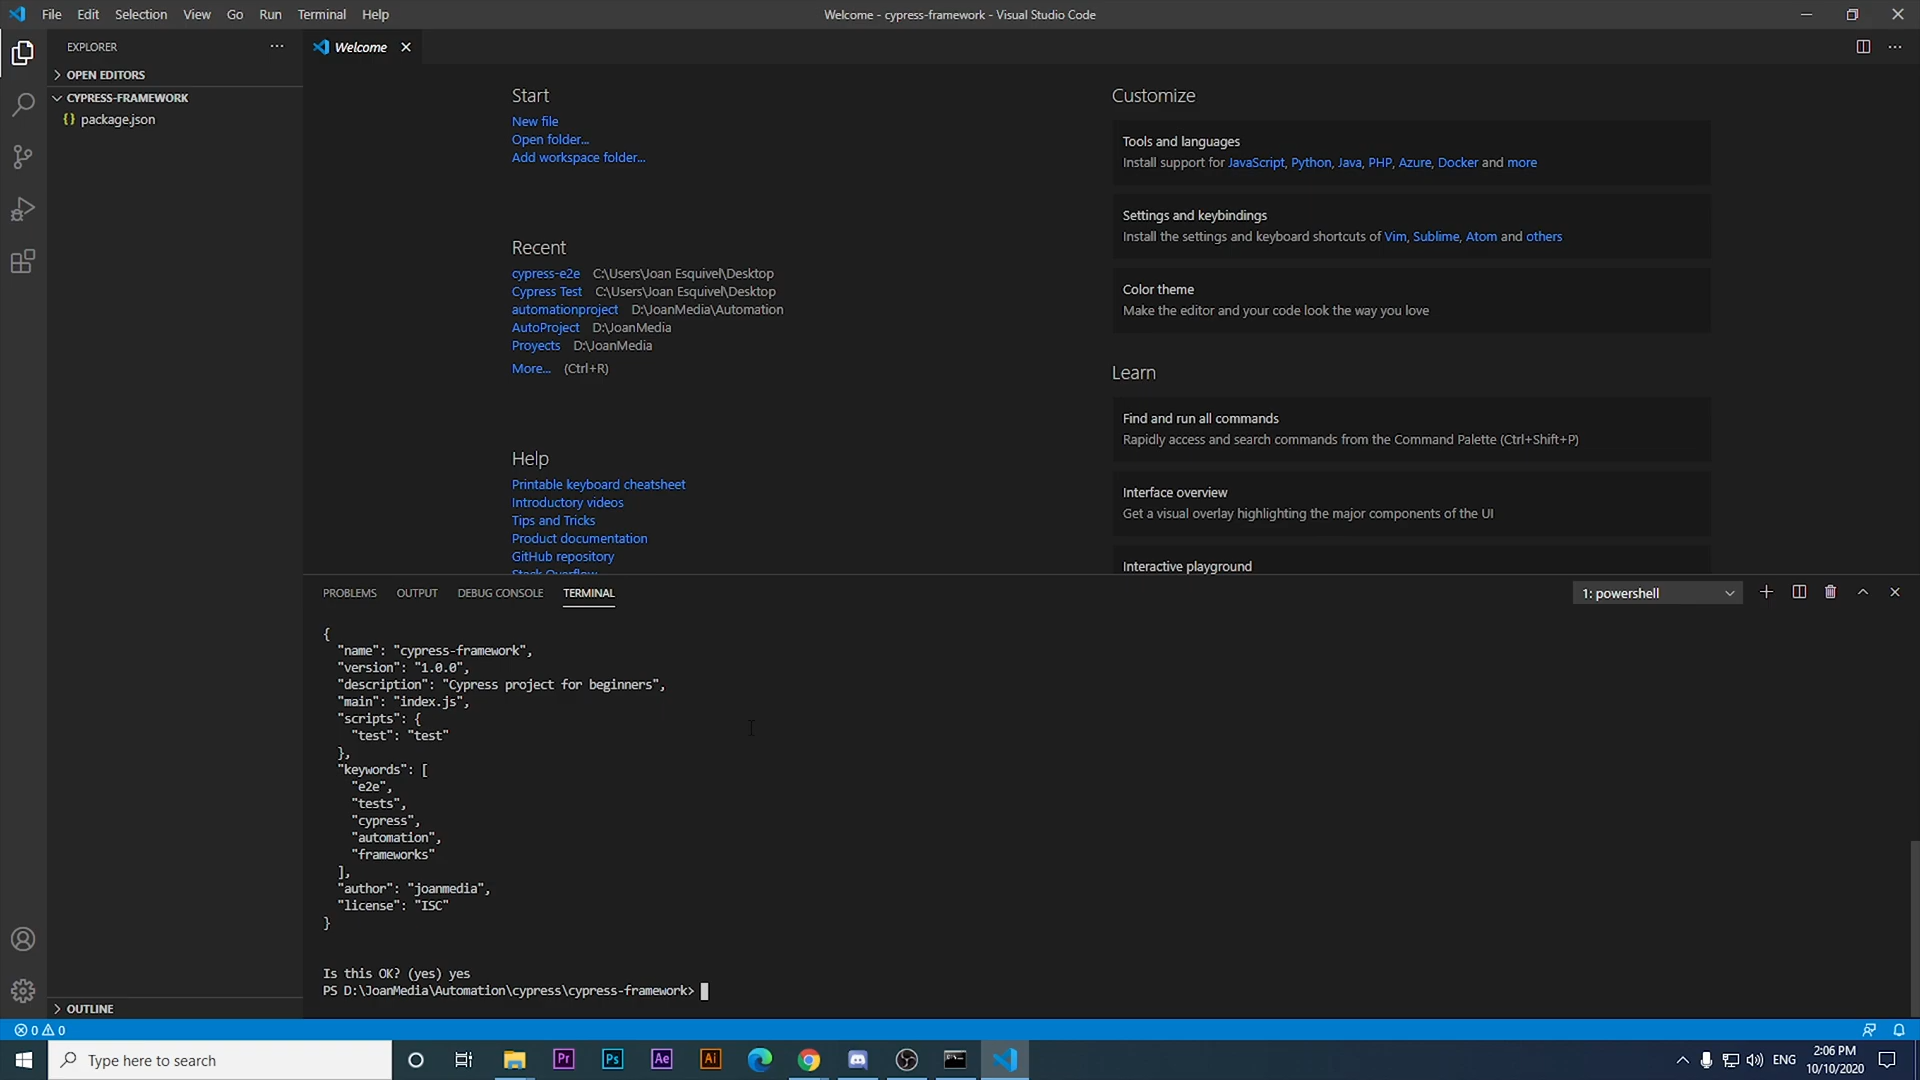 File Edit Selection View Go Run Terminal Help
Welcome - cypress-framework - Visual Studio Code
EXPLORER
OPEN EDITORS
CYPRESS-FRAMEWORK
{} package.json
OUTLINE
Welcome
Start
New file
Open folder...
Add workspace folder...
Recent
cypress-e2e C:\Users\Joan Esquivel\Desktop
Cypress Test C:\Users\Joan Esquivel\Desktop
automationproject D:\JoanMedia\Automation
AutoProject D:\JoanMedia
Proyects D:\JoanMedia
More... (Ctrl+R)
Help
Printable keyboard cheatsheet
Introductory videos
Tips and Tricks
Product documentation
GitHub repository
Stack Overflow
Customize
Tools and languages
Install support for JavaScript, Python, Java, PHP, Azure, Docker and more
Settings and keybindings
Install the settings and keyboard shortcuts of Vim, Sublime, Atom and others
Color theme
Make the editor and your code look the way you love
Learn
Find and run all commands
Rapidly access and search commands from the Command Palette (Ctrl+Shift+P)
Interface overview
Get a visual overlay highlighting the major components of the UI
Interactive playground
PROBLEMS OUTPUT DEBUG CONSOLE TERMINAL
1: powershell
{
  "name": "cypress-framework",
  "version": "1.0.0",
  "description": "Cypress project for beginners",
  "main": "index.js",
  "scripts": {
    "test": "test"
  },
  "keywords": [
    "e2e",
    "tests",
    "cypress",
    "automation",
    "frameworks"
  ],
  "author": "joanmedia",
  "license": "ISC"
}
Is this OK? (yes) yes
PS D:\JoanMedia\Automation\cypress\cypress-framework>
0 0
Type here to search
Pr Ps Ae Ai
ENG
2:06 PM
10/10/2020